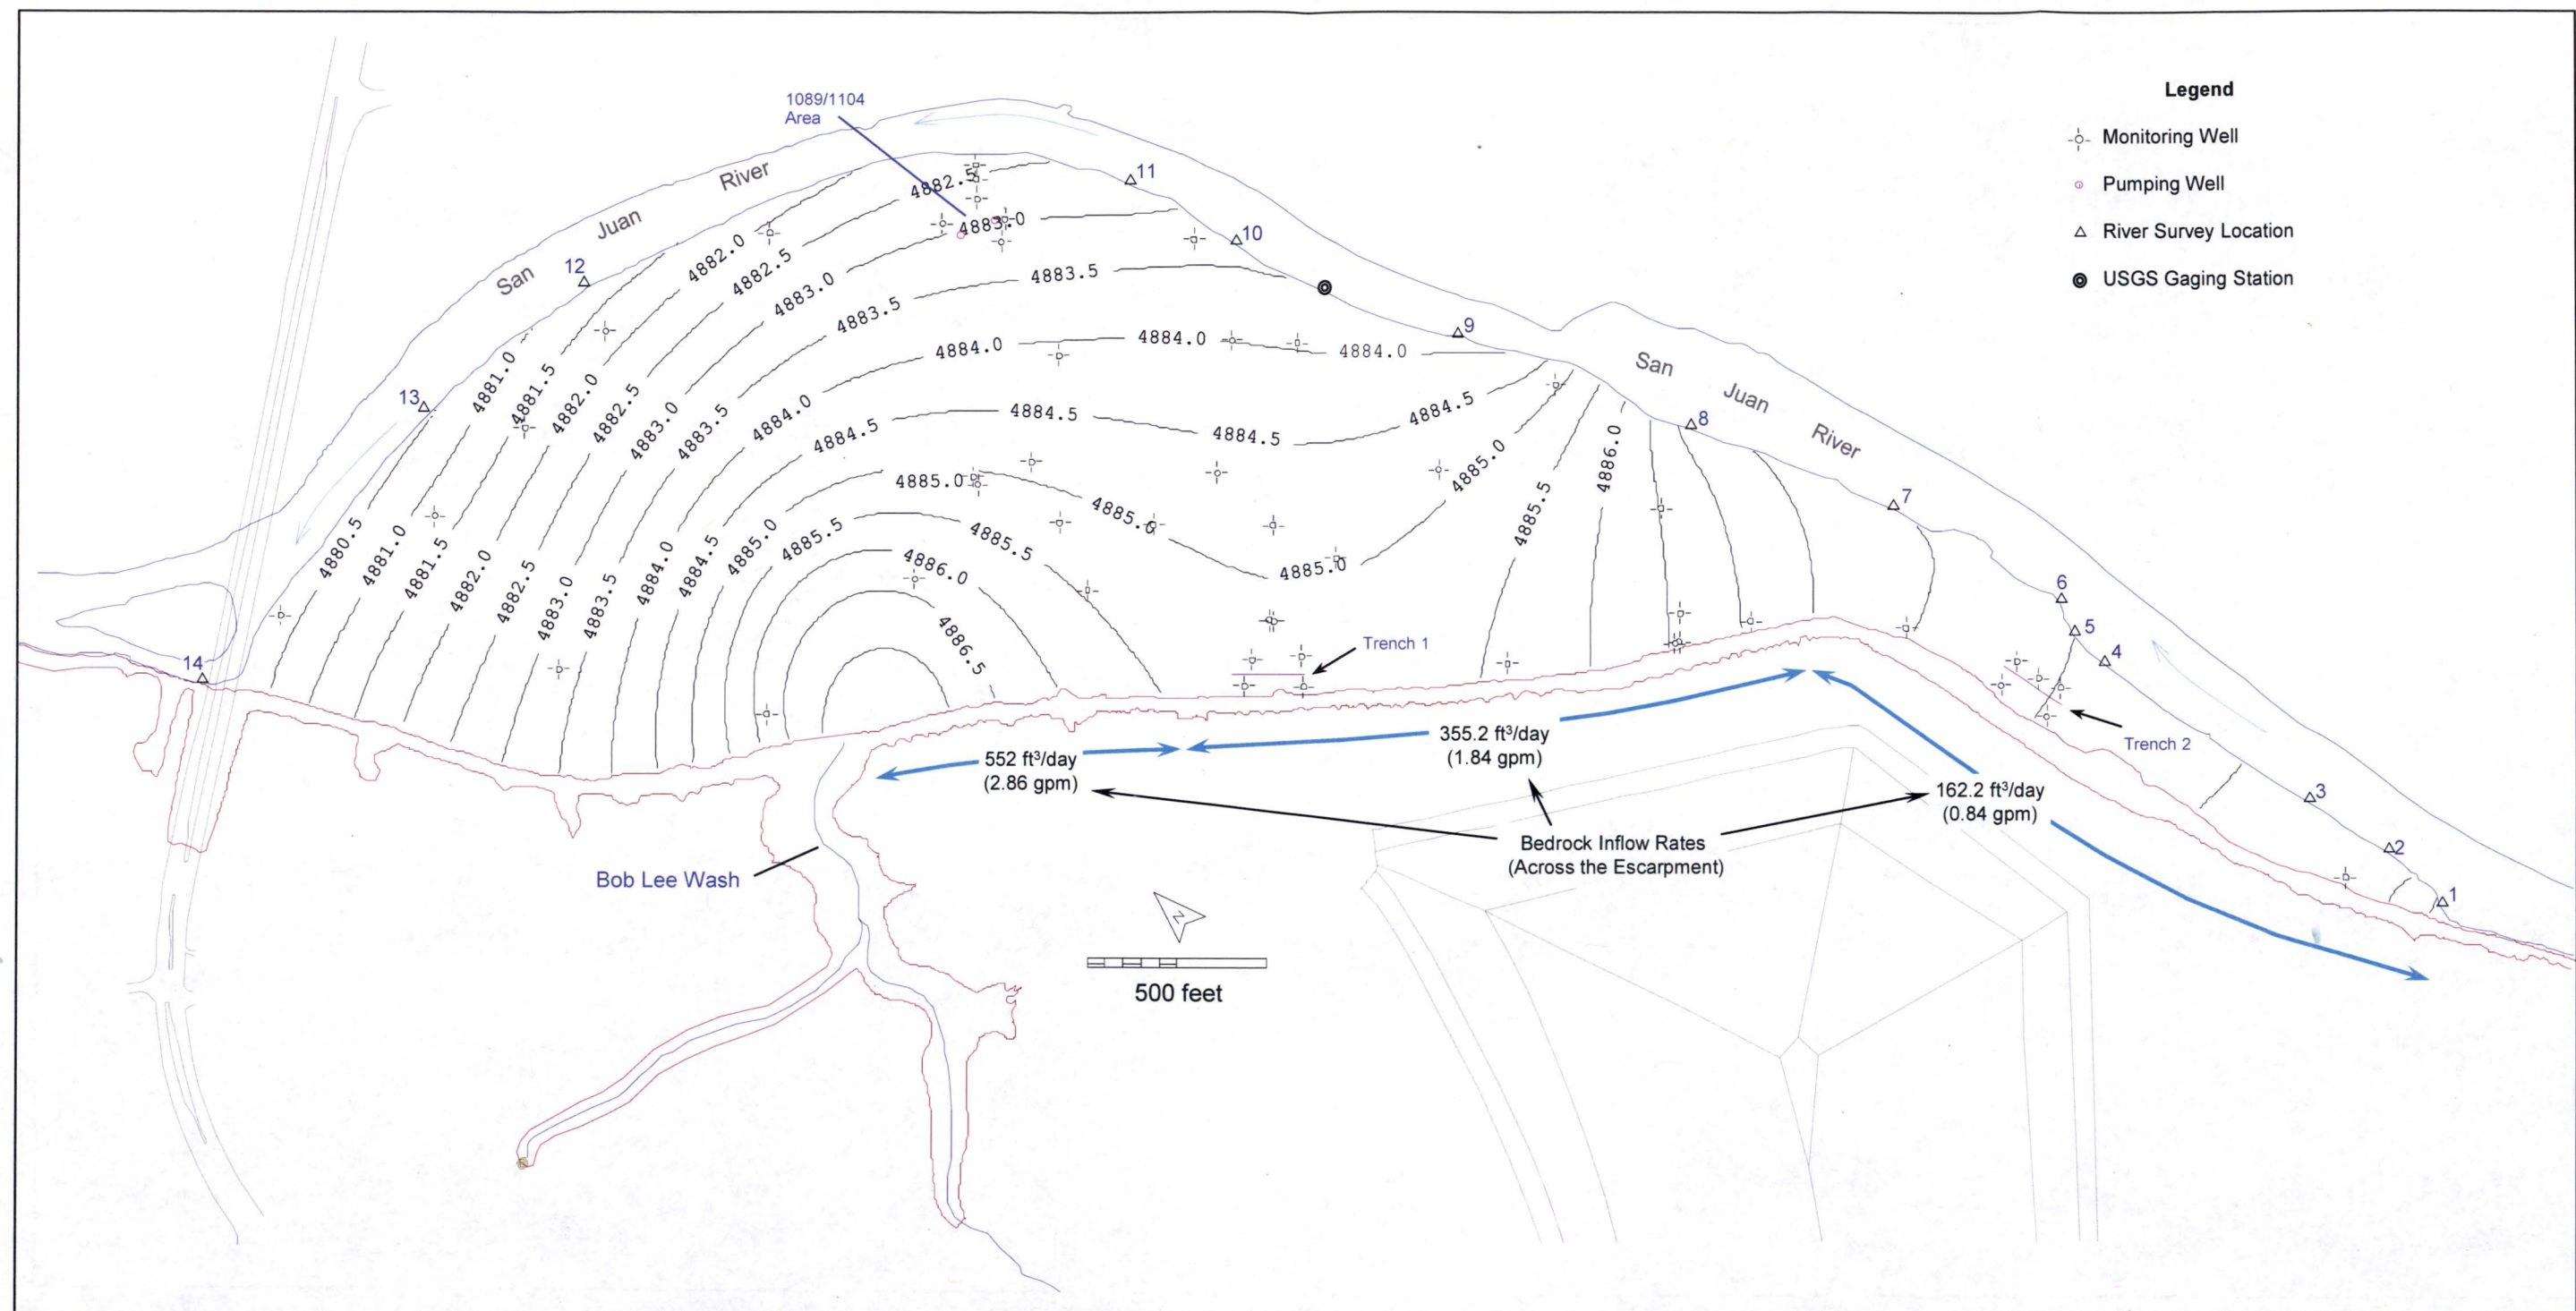 Legend
Monitoring Well
Pumping Well
River Survey Location
USGS Gaging Station
1089/1104
Area
San Juan River
San Juan River
11
10
9
8
7
6
5
4
3
2
1
12
13
14
4882.5
4883.0
4882.0
4882.5
4883.0
4883.5
4883.5
4884.0
4884.0
4884.0
4881.0
4881.5
4882.0
4882.5
4883.0
4883.5
4884.0
4884.5
4884.5
4884.5
4884.5
4885.0
4885.0
4885.0
4885.0
4885.5
4886.0
4880.5
4881.0
4881.5
4882.0
4882.5
4883.0
4883.5
4884.0
4884.5
4885.0
4885.5
4885.5
4886.0
4886.5
Trench 1
Trench 2
552 ft³/day
(2.86 gpm)
355.2 ft³/day
(1.84 gpm)
162.2 ft³/day
(0.84 gpm)
Bedrock Inflow Rates
(Across the Escarpment)
Bob Lee Wash
N
500 feet